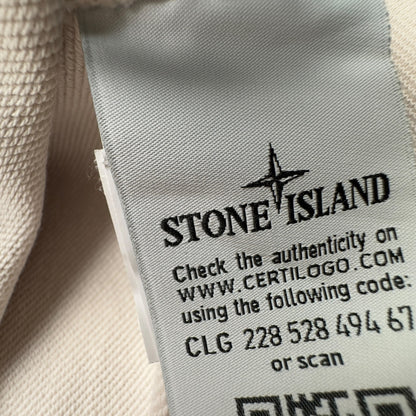 STONE ISLAND
Check the authenticity on
WWW.CERTILOGO.COM
using the following code:
CLG 228 528 494 67
or scan